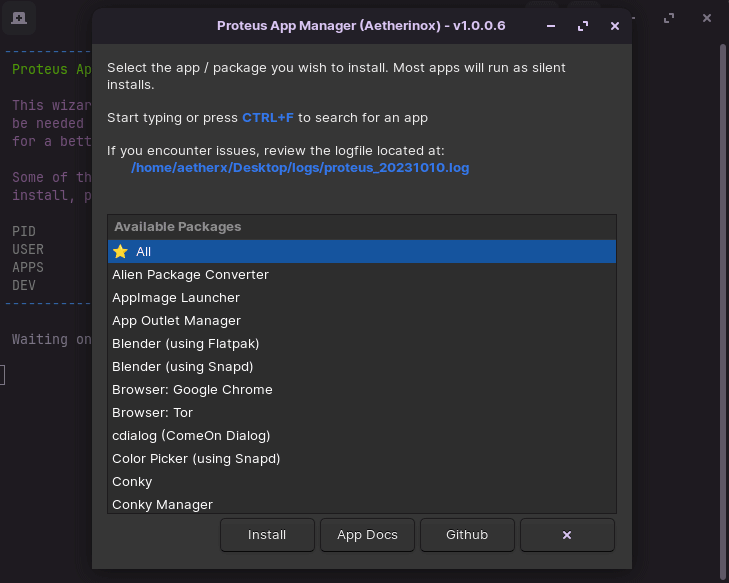 Proteus App Manager (Aetherinox) - v1.0.0.6
Select the app / package you wish to install. Most apps will run as silent
installs.
Start typing or press CTRL+F to search for an app
If you encounter issues, review the logfile located at:
/home/aetherx/Desktop/logs/proteus_20231010.log
Available Packages
All
Alien Package Converter
AppImage Launcher
App Outlet Manager
Blender (using Flatpak)
Blender (using Snapd)
Browser: Google Chrome
Browser: Tor
cdialog (ComeOn Dialog)
Color Picker (using Snapd)
Conky
Conky Manager
Install App Docs Github
Proteus Ap
This wizar
be needed
for a bett
Some of th
install, p
PID
USER
APPS
DEV
Waiting on